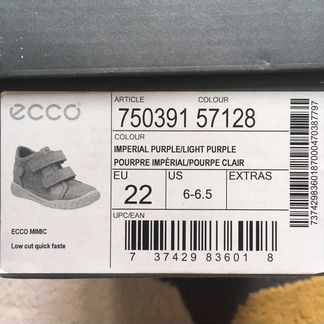 ecco
ARTICLE COLOUR
750391 57128
COLOUR
IMPERIAL PURPLE/LIGHT PURPLE
POURPRE IMPÉRIAL/POURPE CLAIR
EU US EXTRAS
22 6-6.5
UPC/EAN
7 37429 83601 8
ECCO MIMIC
Low cut quick faste